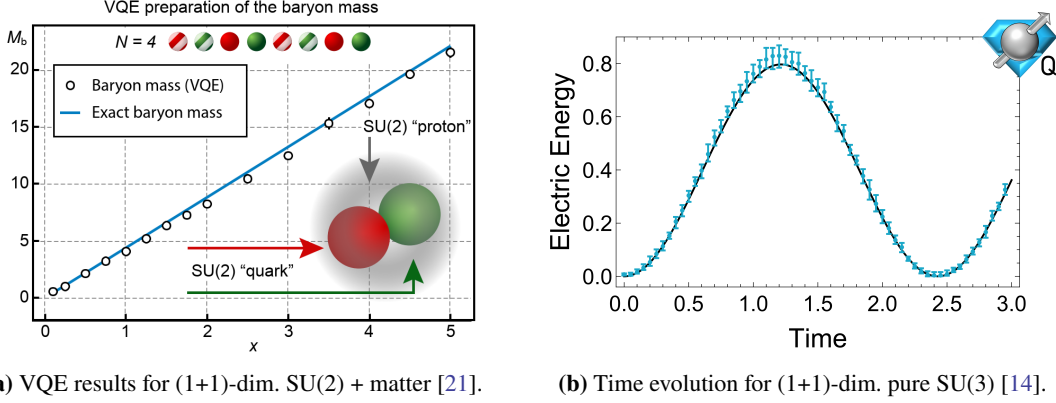 VQE preparation of the baryon mass
M_b
N = 4
Baryon mass (VQE)
Exact baryon mass
SU(2) “proton”
SU(2) “quark”
20
15
10
5
0
0 1 2 3 4 5
x
Q
Electric Energy
0.8
0.6
0.4
0.2
0.0
0.0 0.5 1.0 1.5 2.0 2.5 3.0
Time
a) VQE results for (1+1)-dim. SU(2) + matter [21].
(b) Time evolution for (1+1)-dim. pure SU(3) [14].